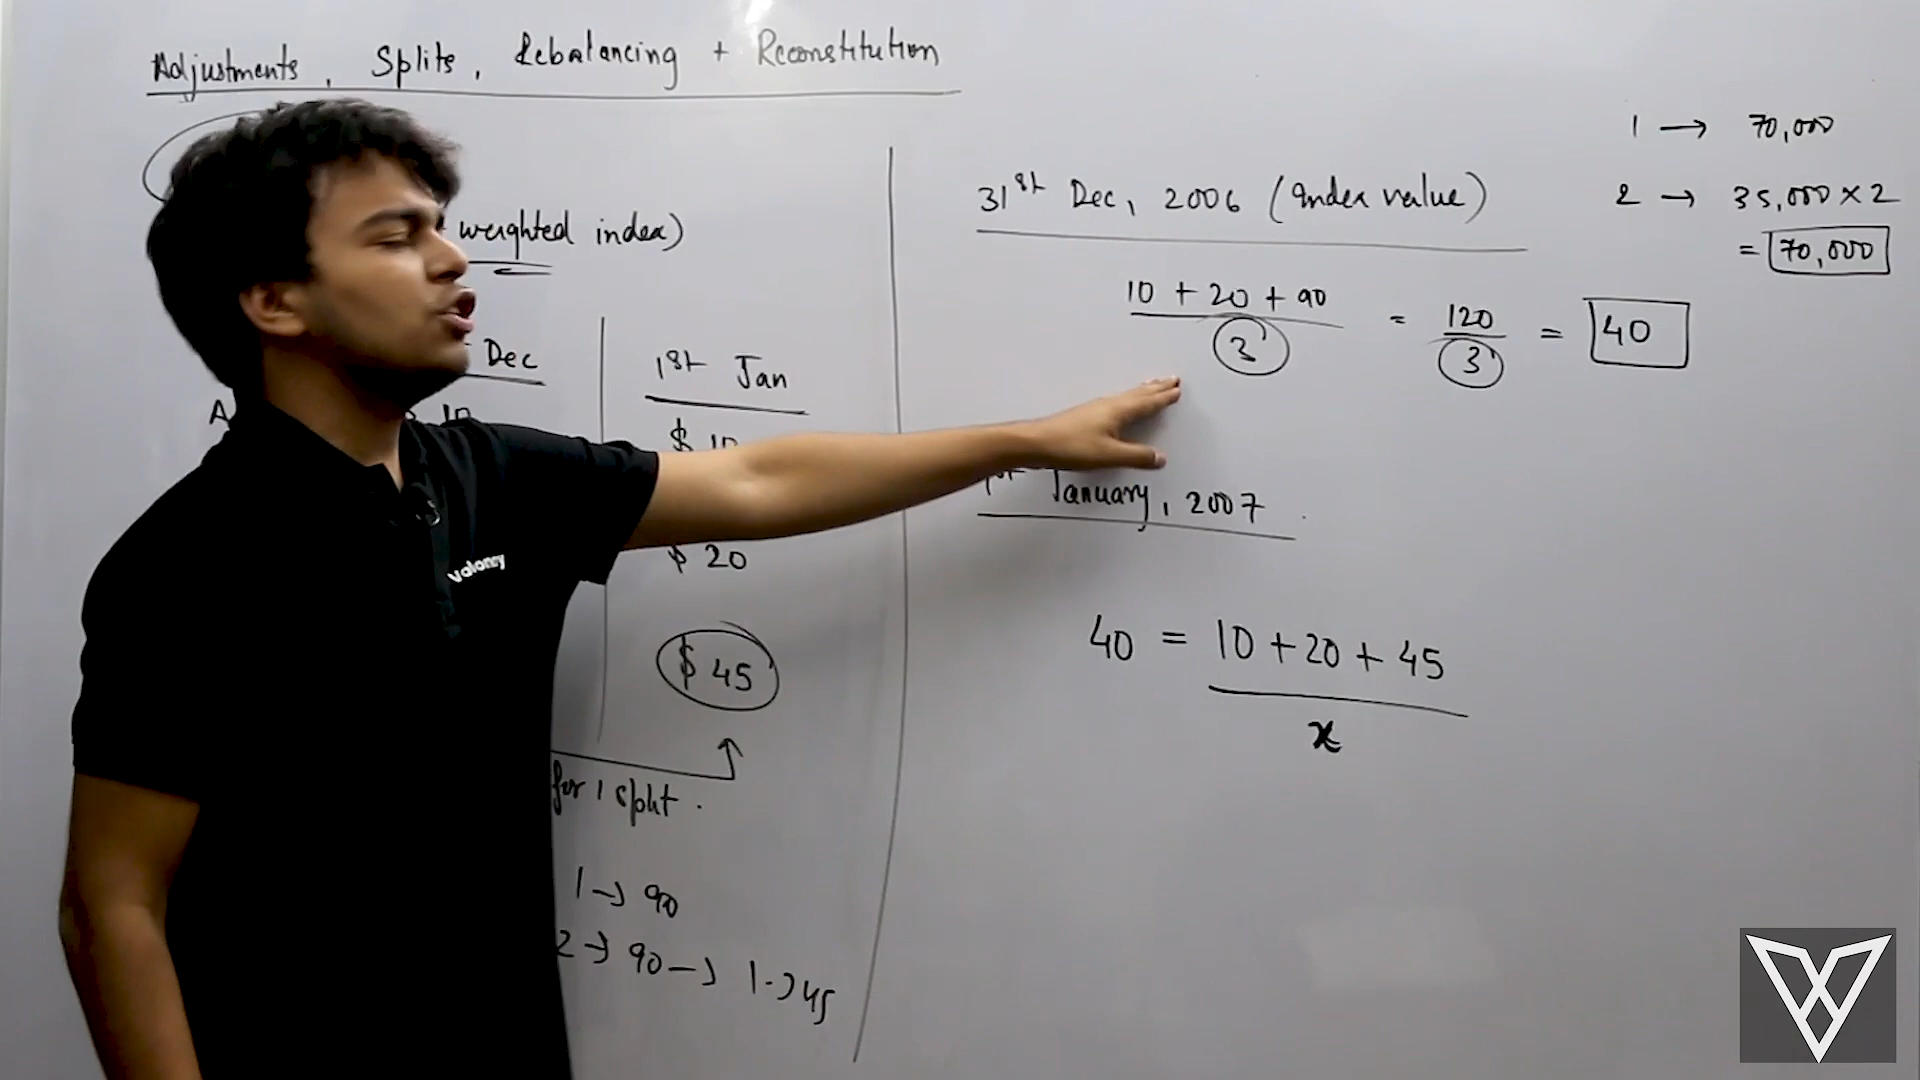 Adjustments, Splits, Rebalancing + Reconstitution
weighted index)
Dec
1st Jan
A
10
$ 10
$ 20
$ 45
for 1 split.
1 → 90
2 → 90 → 1 → 45
31st Dec, 2006 (Index value)
10 + 20 + 90
3
=
120
3
= 40
1st January, 2007
40 = 10 + 20 + 45
x
1 → 70,000
2 → 35,000 × 2
= 70,000
Valonny